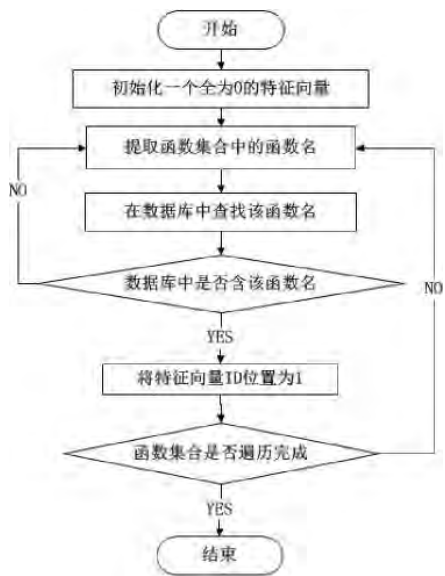 开始
初始化一个全为0的特征向量
提取函数集合中的函数名
NO
在数据库中查找该函数名
数据库中是否含该函数名
NO
YES
将特征向量ID位置为1
函数集合是否遍历完成
YES
结束